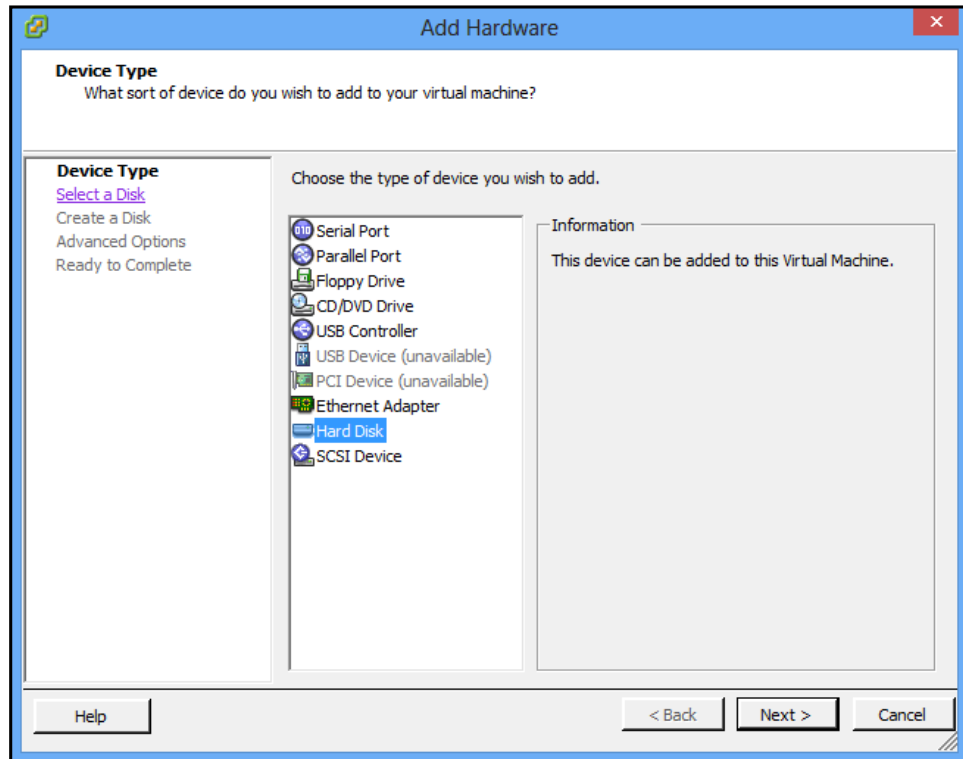 Add Hardware
Device Type
What sort of device do you wish to add to your virtual machine?
Device Type
Select a Disk
Create a Disk
Advanced Options
Ready to Complete
Choose the type of device you wish to add.
Serial Port
Parallel Port
Floppy Drive
CD/DVD Drive
USB Controller
USB Device (unavailable)
PCI Device (unavailable)
Ethernet Adapter
Hard Disk
SCSI Device
Information
This device can be added to this Virtual Machine.
Help
< Back
Next >
Cancel